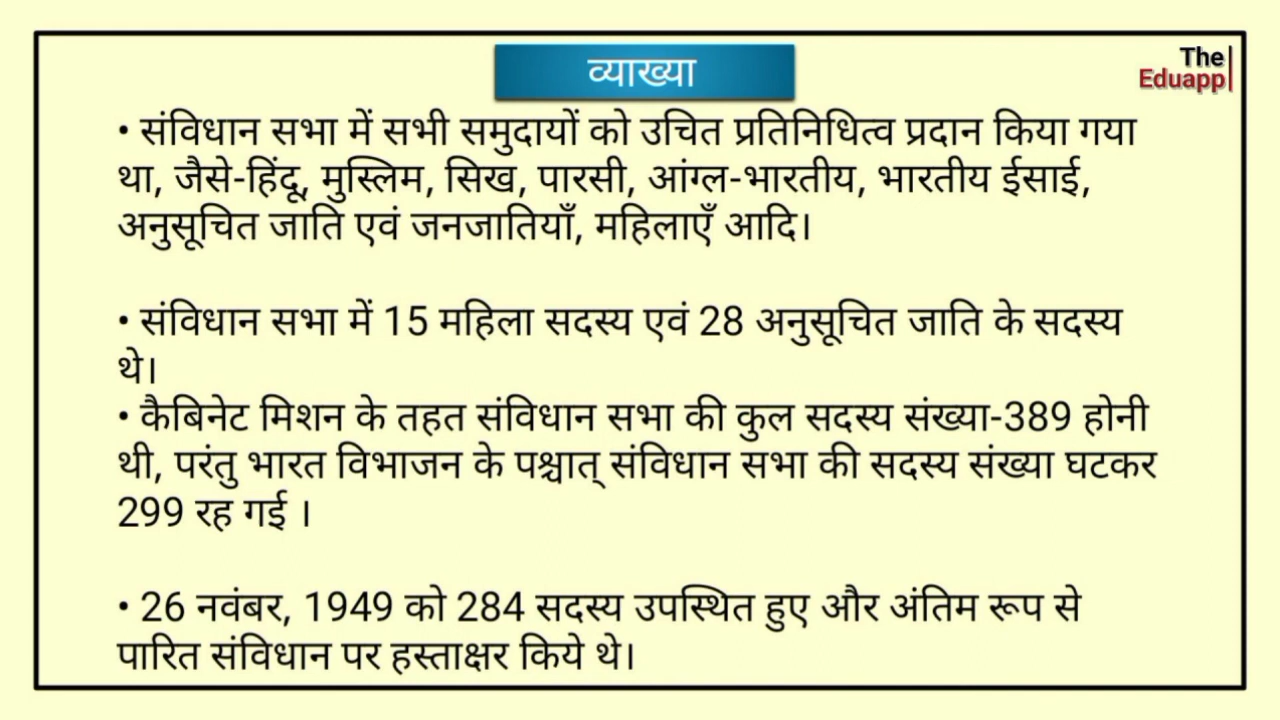 व्याख्या
The
Eduapp
• संविधान सभा में सभी समुदायों को उचित प्रतिनिधित्व प्रदान किया गया
था, जैसे-हिंदू, मुस्लिम, सिख, पारसी, आंग्ल-भारतीय, भारतीय ईसाई,
अनुसूचित जाति एवं जनजातियाँ, महिलाएँ आदि।
• संविधान सभा में 15 महिला सदस्य एवं 28 अनुसूचित जाति के सदस्य
थे।
• कैबिनेट मिशन के तहत संविधान सभा की कुल सदस्य संख्या-389 होनी
थी, परंतु भारत विभाजन के पश्चात् संविधान सभा की सदस्य संख्या घटकर
299 रह गई ।
• 26 नवंबर, 1949 को 284 सदस्य उपस्थित हुए और अंतिम रूप से
पारित संविधान पर हस्ताक्षर किये थे।